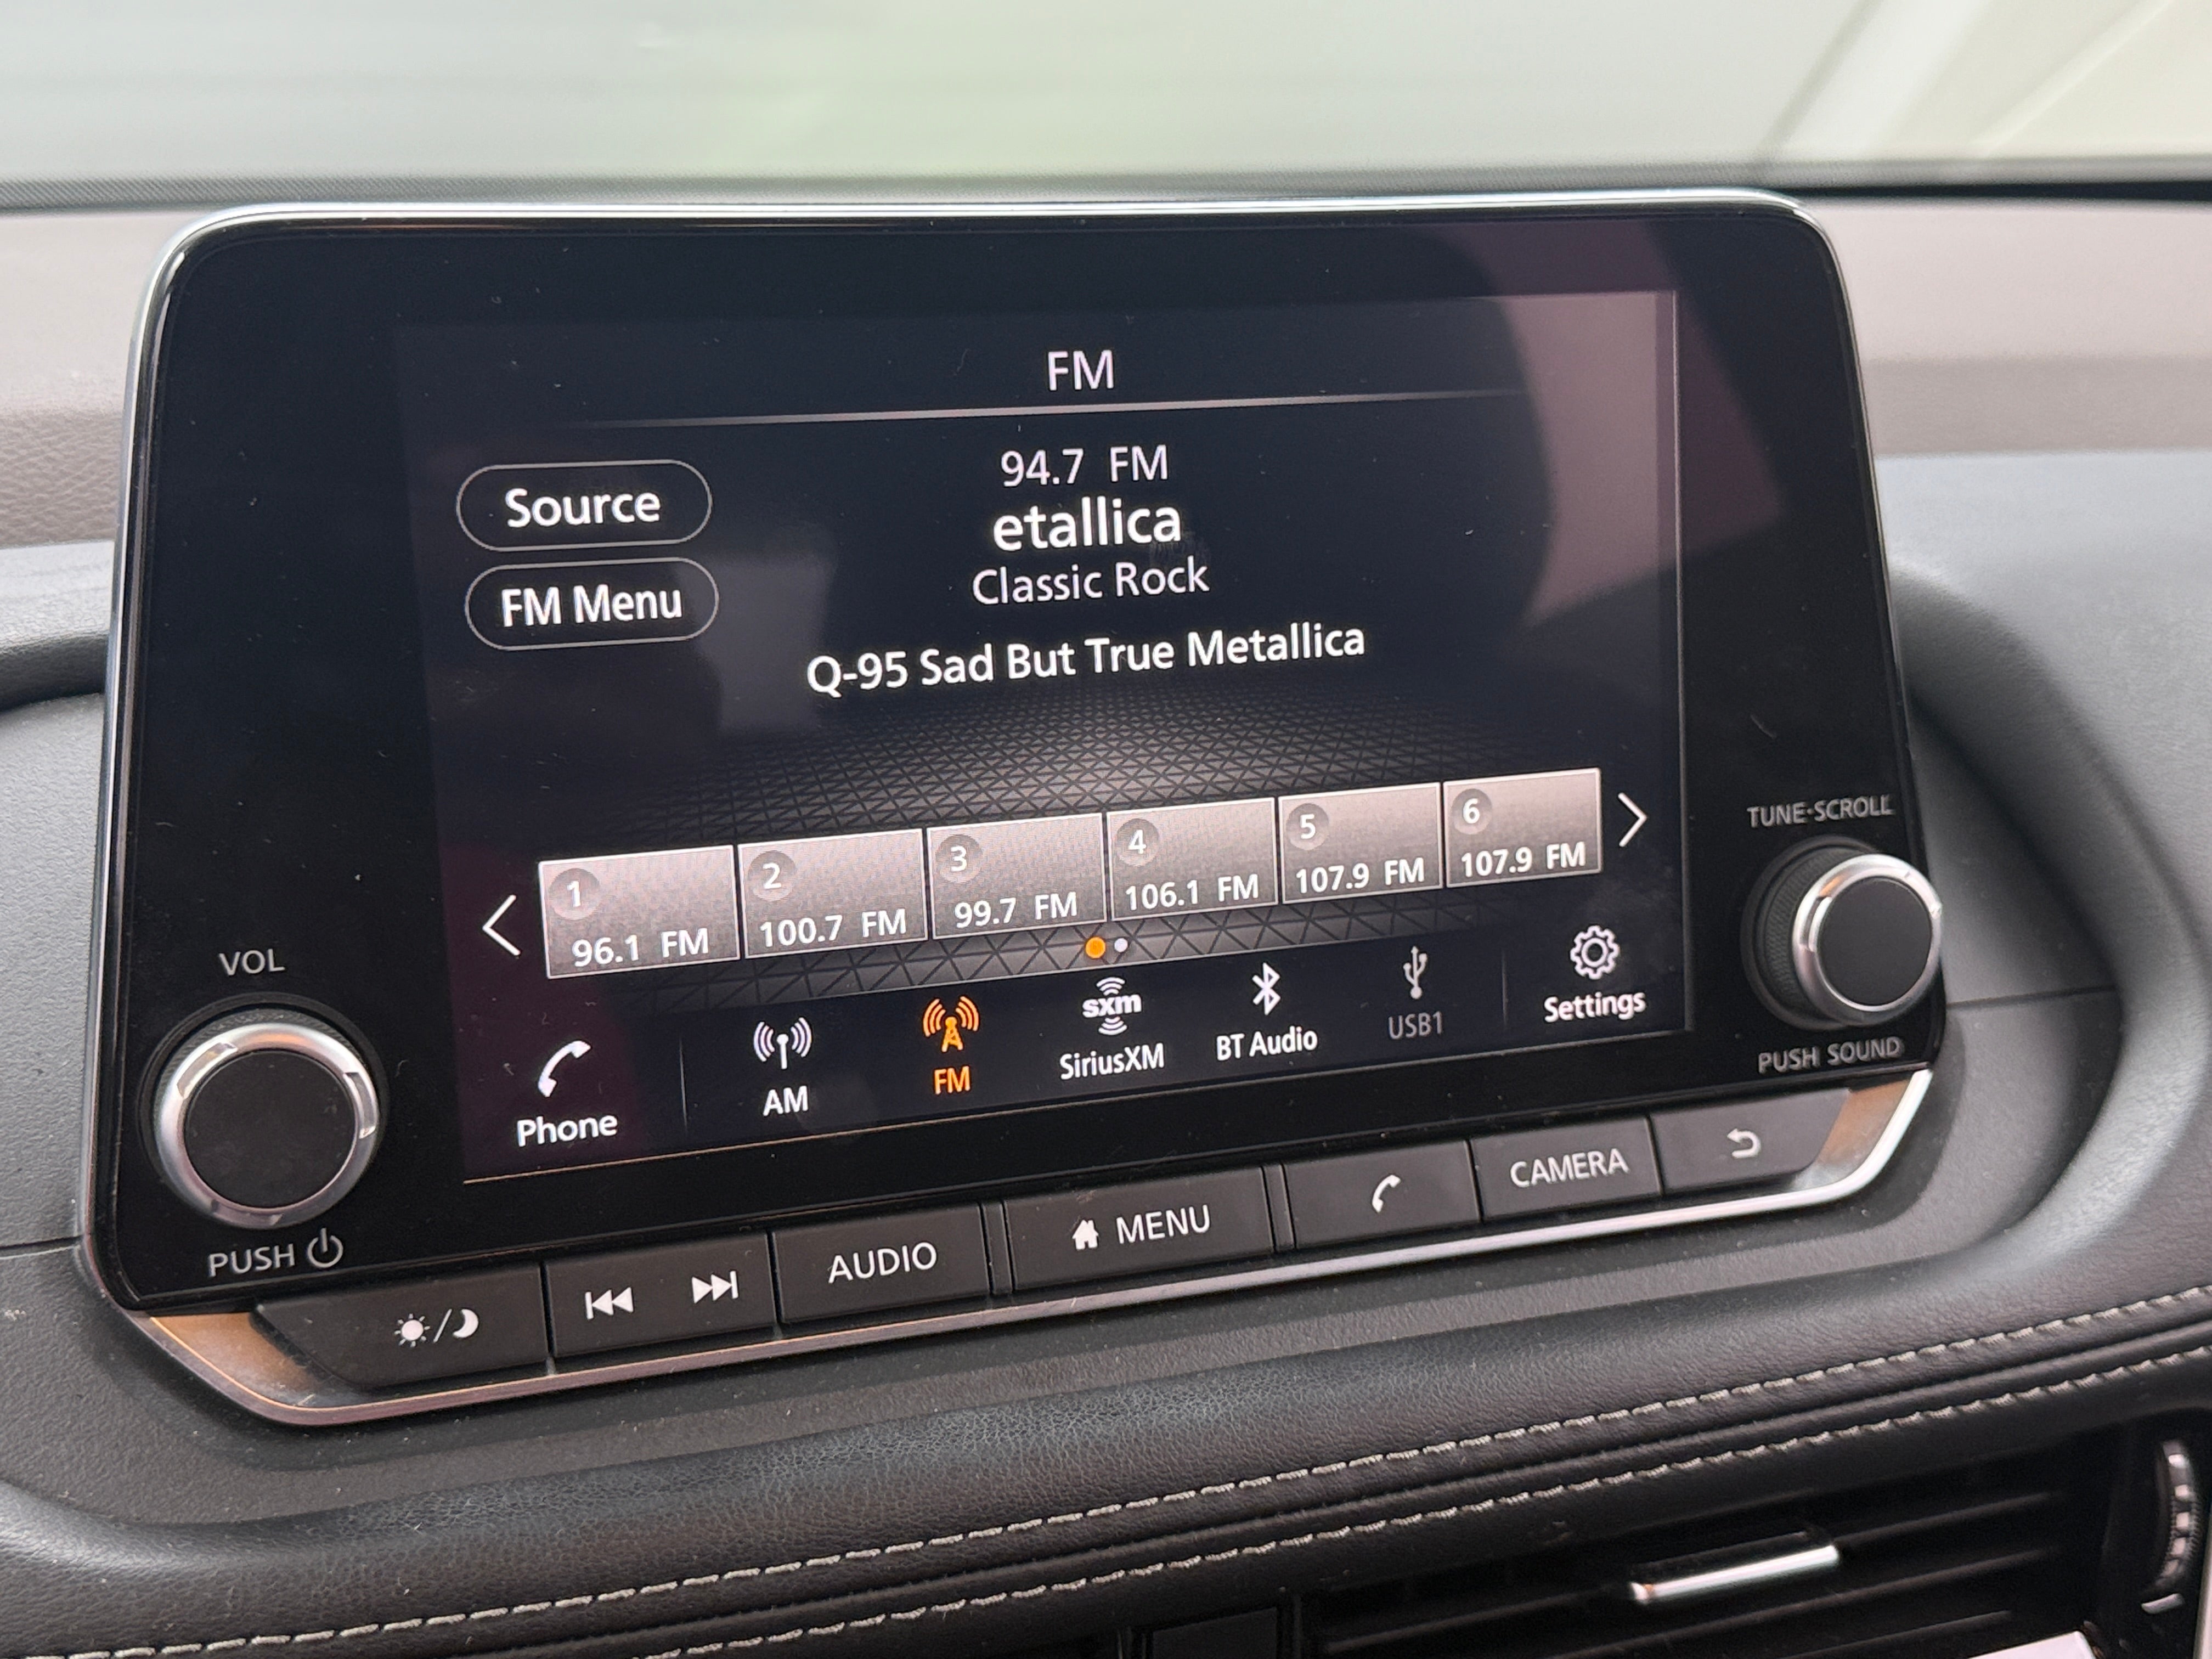 FM
94.7 FM
etallica
Classic Rock
Q-95 Sad But True Metallica
Source
FM Menu
1 96.1 FM
2 100.7 FM
3 99.7 FM
4 106.1 FM
5 107.9 FM
6 107.9 FM
Phone
AM
FM
sxm
SiriusXM
BT Audio
USB1
Settings
VOL
PUSH
TUNE·SCROLL
PUSH SOUND
AUDIO
MENU
CAMERA